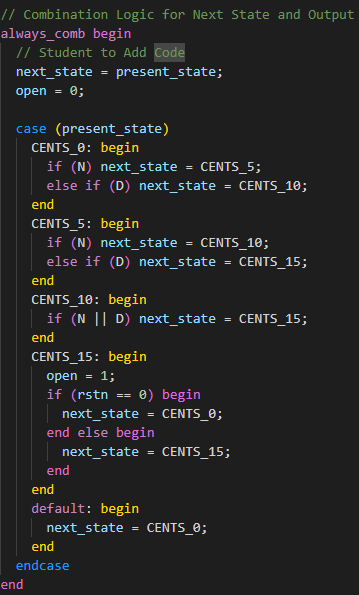 // Combination Logic for Next State and Output
always_comb begin
  // Student to Add Code
  next_state = present_state;
  open = 0;

  case (present_state)
    CENTS_0: begin
      if (N) next_state = CENTS_5;
      else if (D) next_state = CENTS_10;
    end
    CENTS_5: begin
      if (N) next_state = CENTS_10;
      else if (D) next_state = CENTS_15;
    end
    CENTS_10: begin
      if (N || D) next_state = CENTS_15;
    end
    CENTS_15: begin
      open = 1;
      if (rstn == 0) begin
        next_state = CENTS_0;
      end else begin
        next_state = CENTS_15;
      end
    end
    default: begin
      next_state = CENTS_0;
    end
  endcase
end